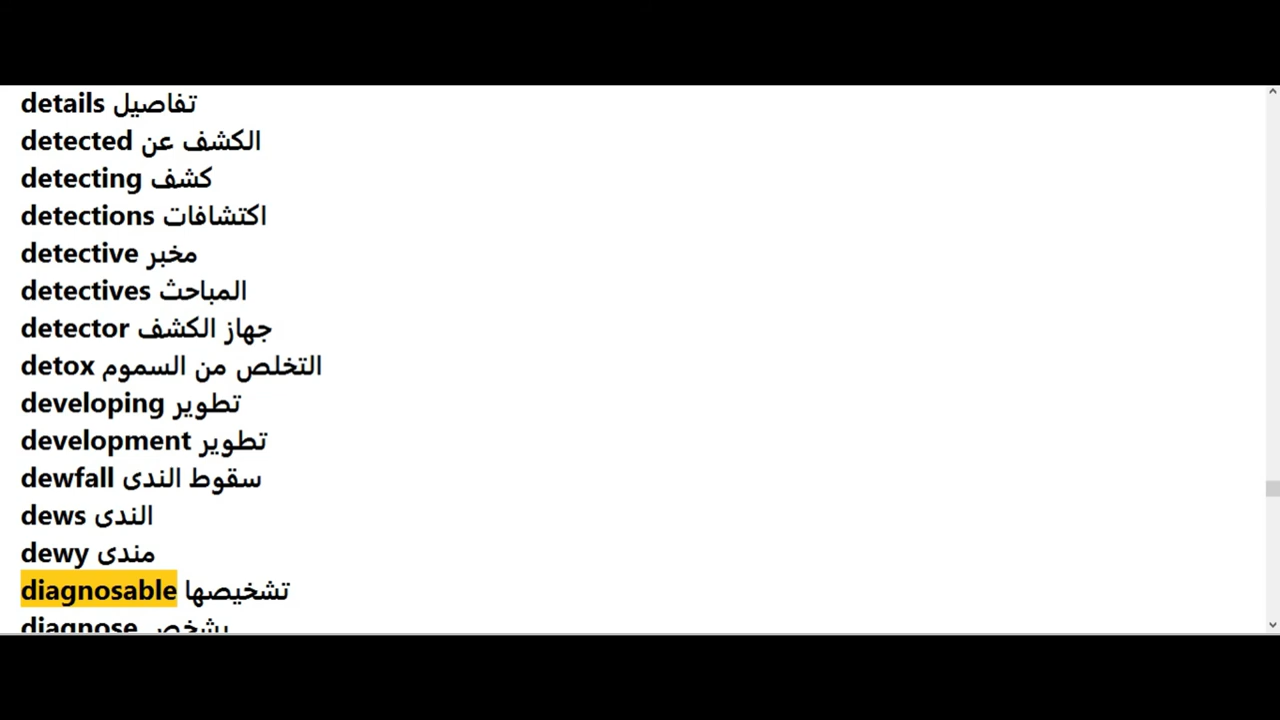 details تفاصيل
detected الكشف عن
detecting كشف
detections اكتشافات
detective مخبر
detectives المباحث
detector جهاز الكشف
detox التخلص من السموم
developing تطوير
development تطوير
dewfall سقوط الندى
dews الندى
dewy مندى
diagnosable تشخيصها
diagnose يشخص